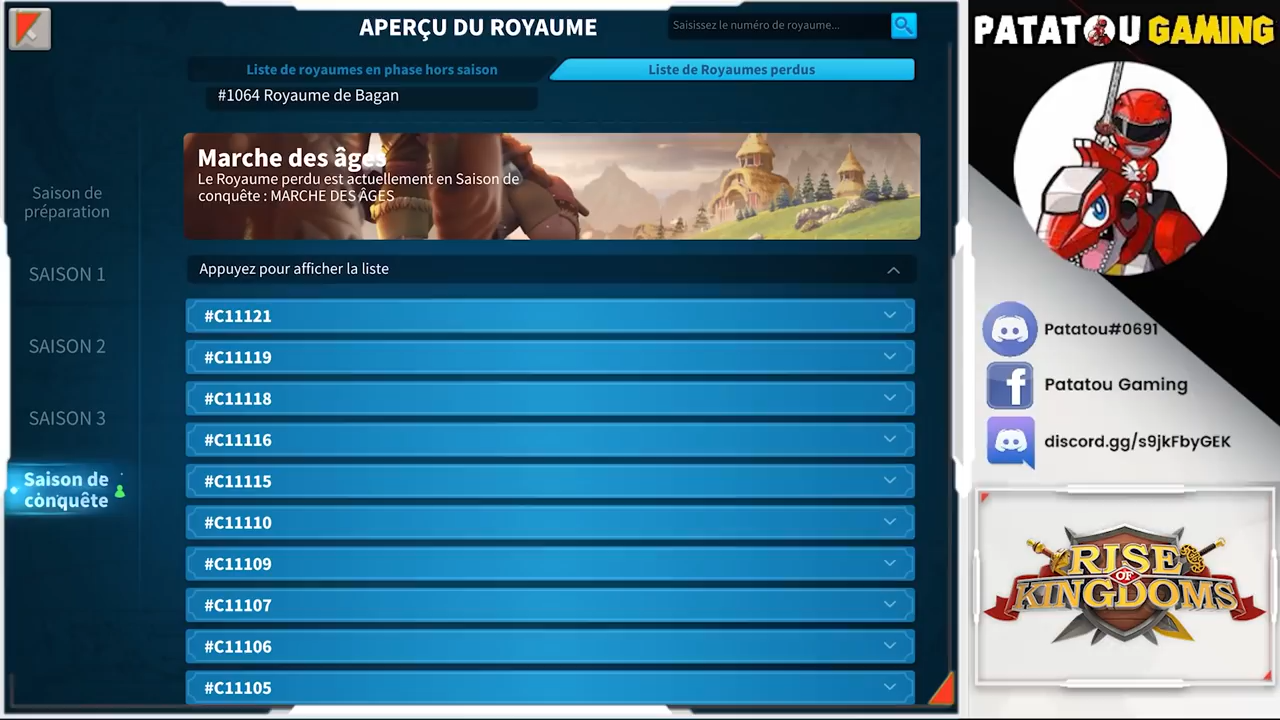 APERÇU DU ROYAUME
Saisissez le numéro de royaume...
Liste de royaumes en phase hors saison
Liste de Royaumes perdus
#1064 Royaume de Bagan
Marche des âges
Le Royaume perdu est actuellement en Saison de
conquête : MARCHE DES ÂGES
Saison de
préparation
SAISON 1
SAISON 2
SAISON 3
Saison de
conquête
Appuyez pour afficher la liste
#C11121
#C11119
#C11118
#C11116
#C11115
#C11110
#C11109
#C11107
#C11106
#C11105
PATATOU GAMING
Patatou#0691
Patatou Gaming
discord.gg/s9jkFbyGEK
RISE
OF
KINGDOMS